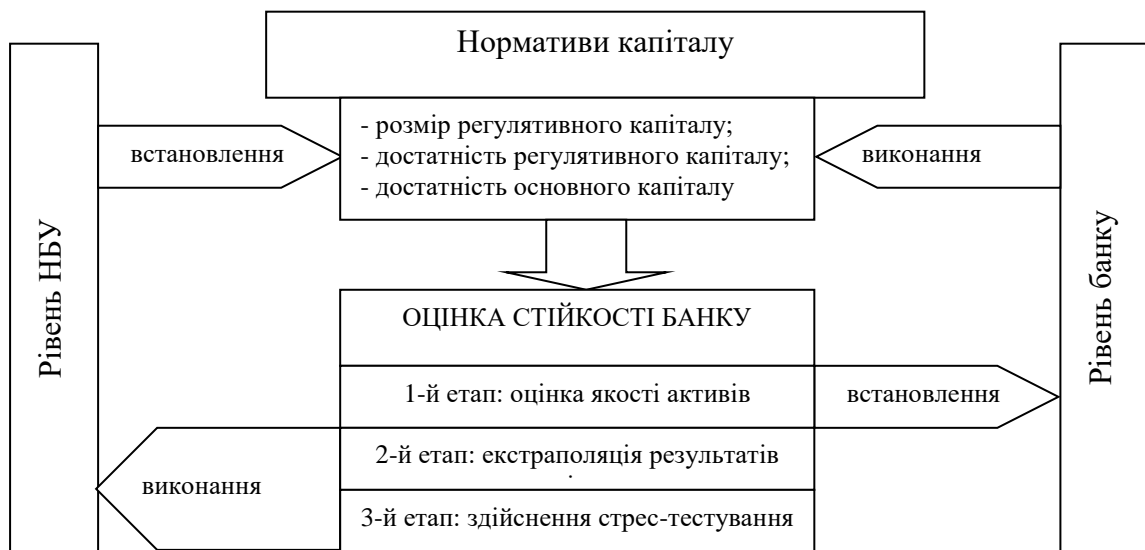 Нормативи капіталу
Рівень НБУ
встановлення
- розмір регулятивного капіталу;
- достатність регулятивного капіталу;
- достатність основного капіталу
виконання
Рівень банку
ОЦІНКА СТІЙКОСТІ БАНКУ
1-й етап: оцінка якості активів
встановлення
2-й етап: екстраполяція результатів
.
виконання
3-й етап: здійснення стрес-тестування